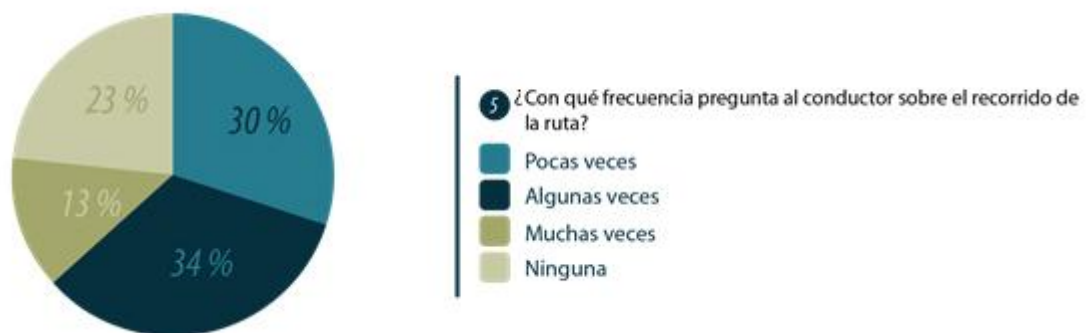 23 %
30 %
13 %
34 %
5 ¿Con qué frecuencia pregunta al conductor sobre el recorrido de
la ruta?
Pocas veces
Algunas veces
Muchas veces
Ninguna